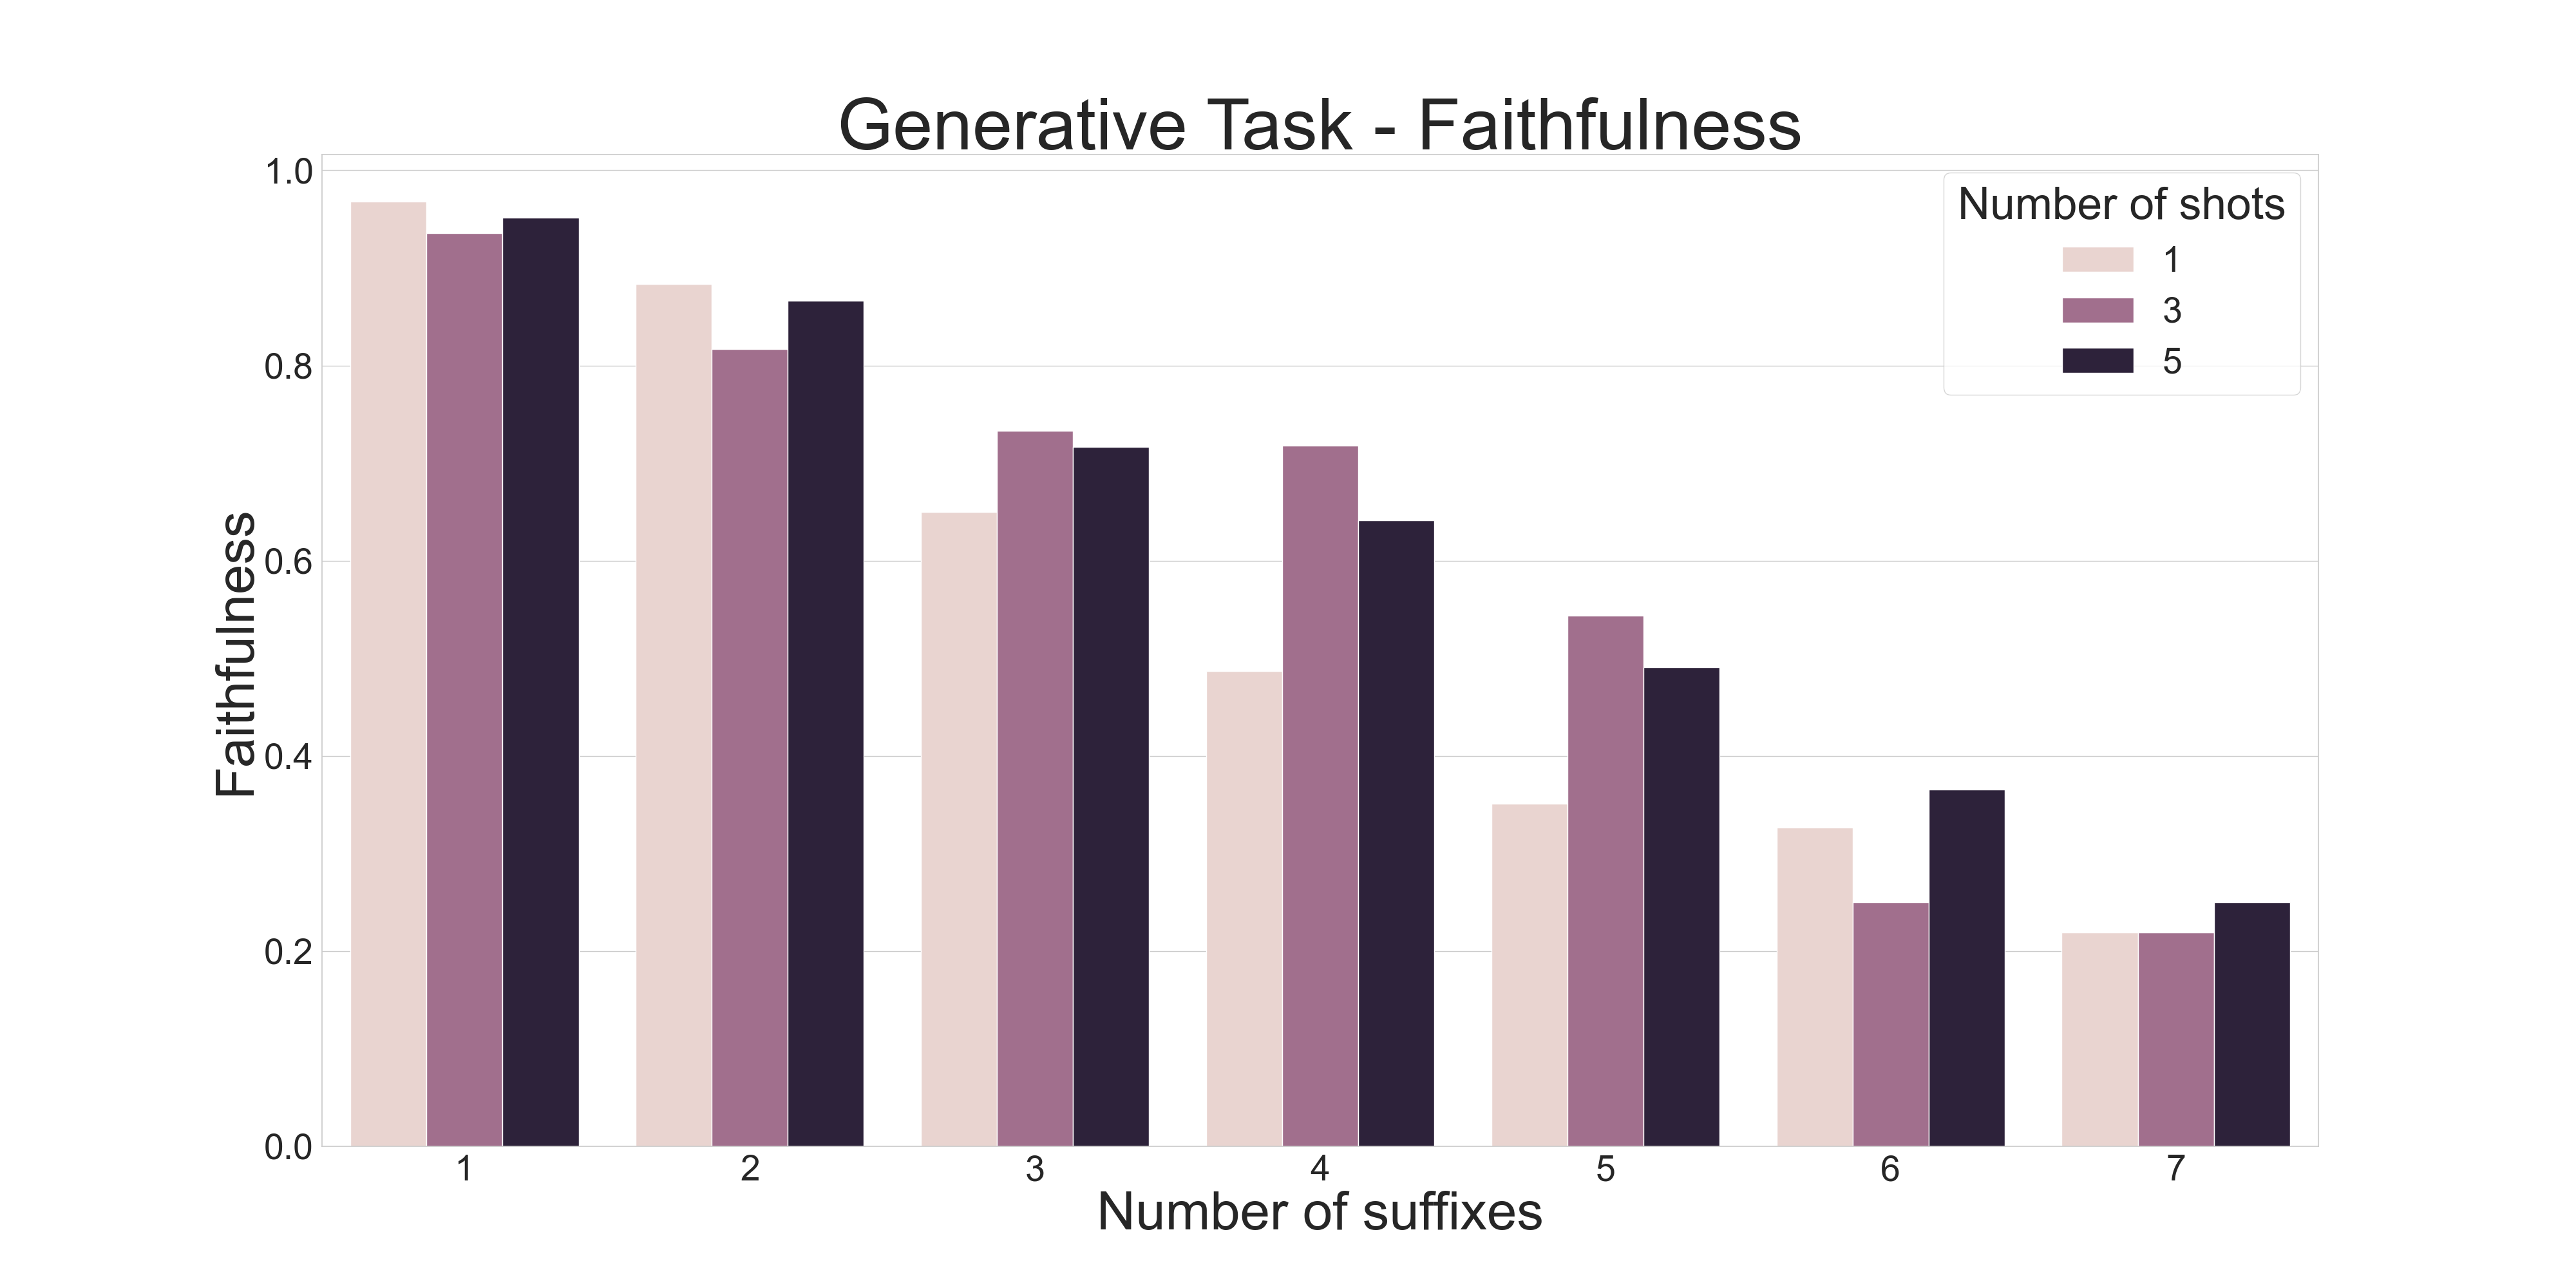 Generative Task - Faithfulness
1.0
0.8
0.6
0.4
0.2
0.0
Faithfulness
Number of shots
1
3
5
1 2 3 4 5 6 7
Number of suffixes